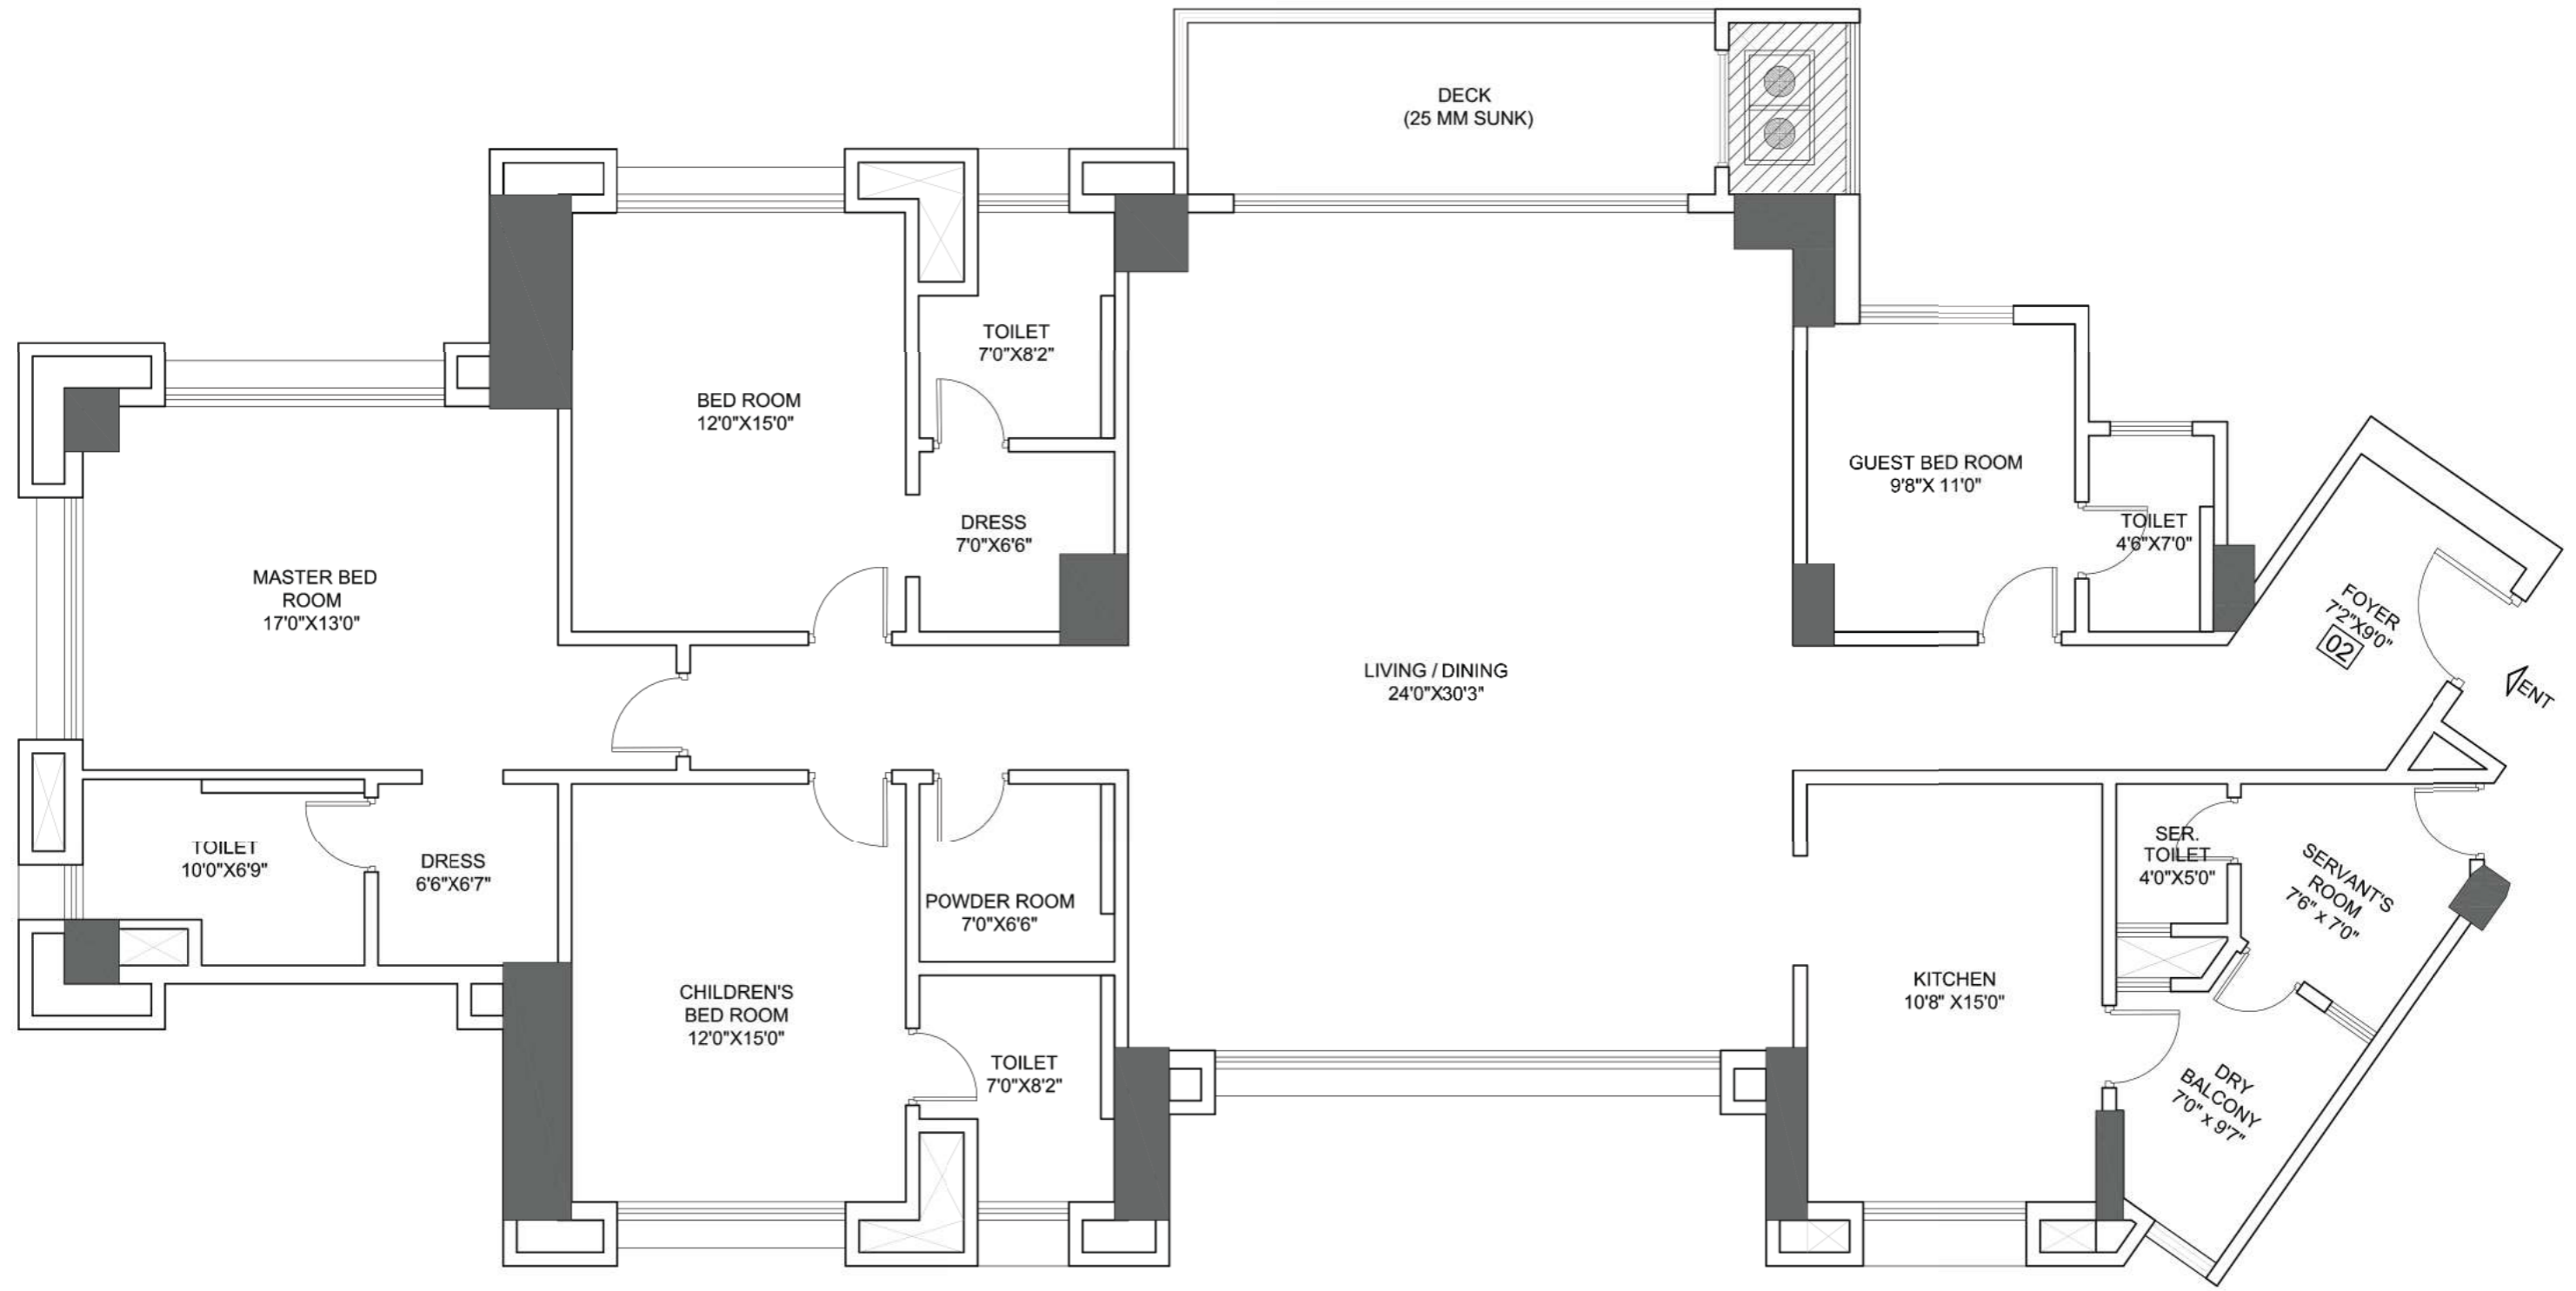 DECK
(25 MM SUNK)
TOILET
7'0"X8'2"
BED ROOM
12'0"X15'0"
GUEST BED ROOM
9'8"X 11'0"
DRESS
7'0"X6'6"
TOILET
4'6"X7'0"
MASTER BED
ROOM
17'0"X13'0"
FOYER
7'2"X9'0"
02
ENT
LIVING / DINING
24'0"X30'3"
TOILET
10'0"X6'9"
DRESS
6'6"X6'7"
POWDER ROOM
7'0"X6'6"
SER.
TOILET
4'0"X5'0"
SERVANT'S
ROOM
7'6" x 7'0"
CHILDREN'S
BED ROOM
12'0"X15'0"
KITCHEN
10'8" X15'0"
TOILET
7'0"X8'2"
DRY
BALCONY
7'0" x 9'7"